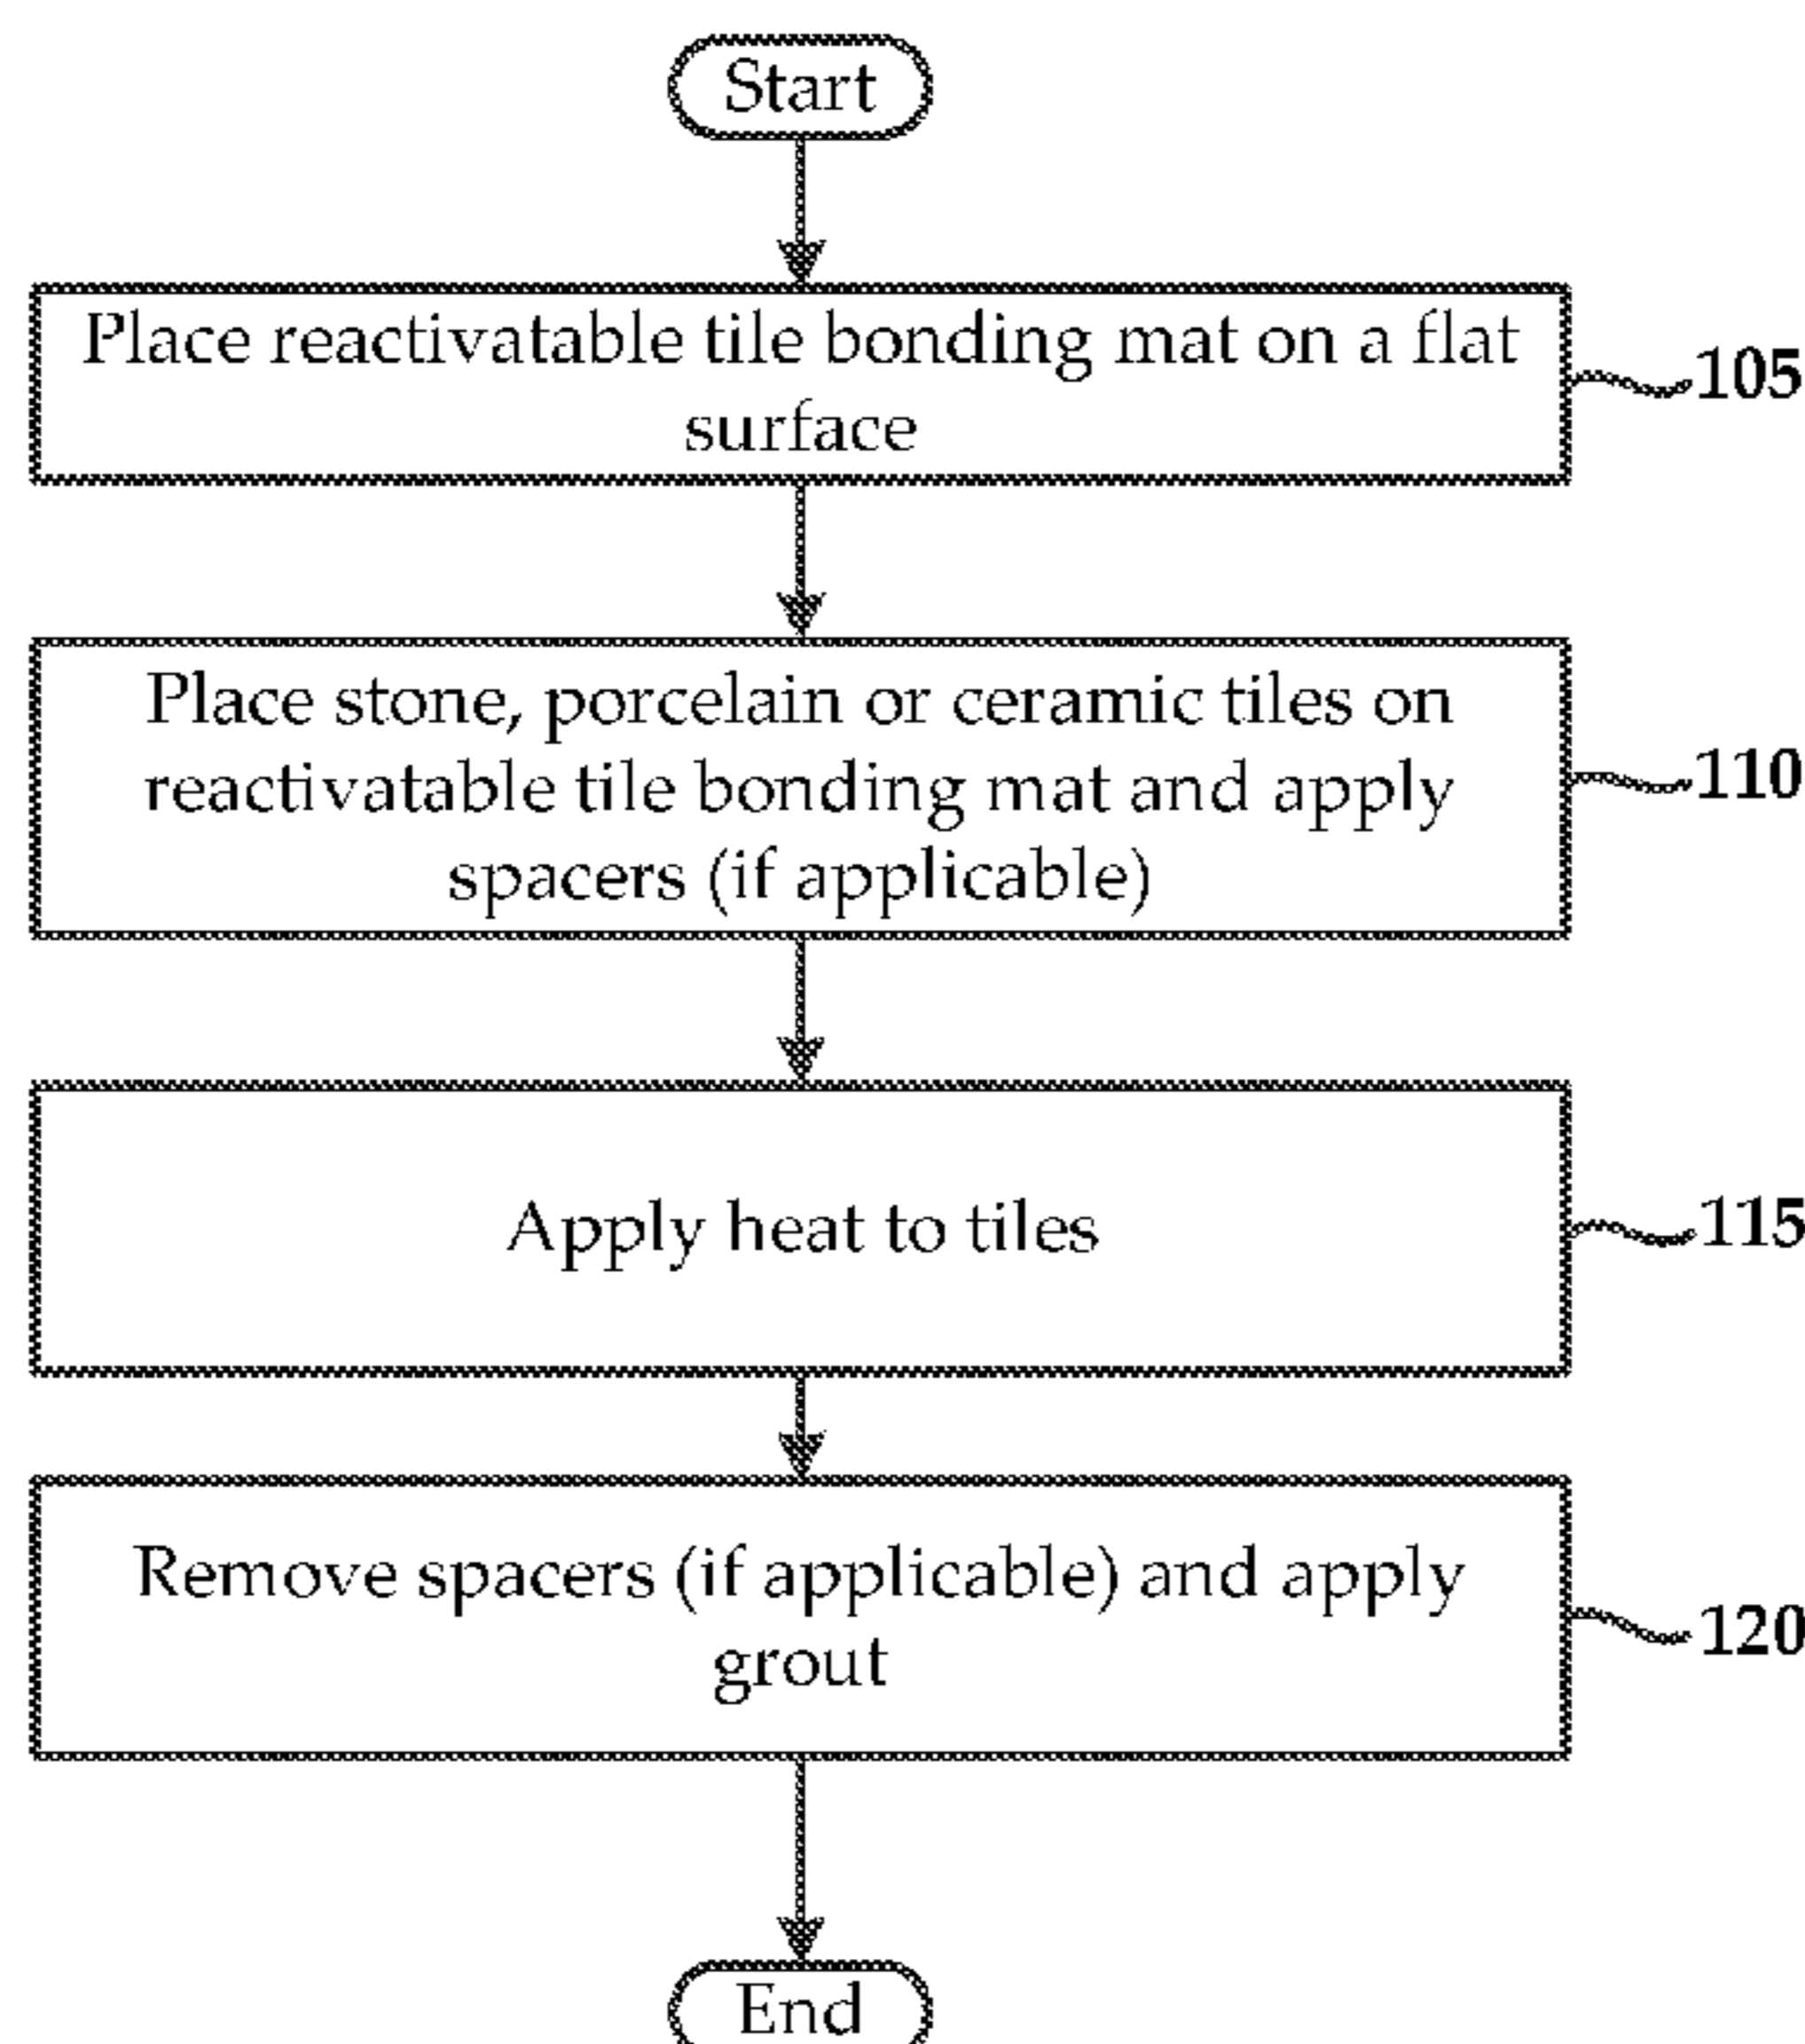 Start
Place reactivatable tile bonding mat on a flat
surface
105
Place stone, porcelain or ceramic tiles on
reactivatable tile bonding mat and apply
spacers (if applicable)
110
Apply heat to tiles
115
Remove spacers (if applicable) and apply
grout
120
End